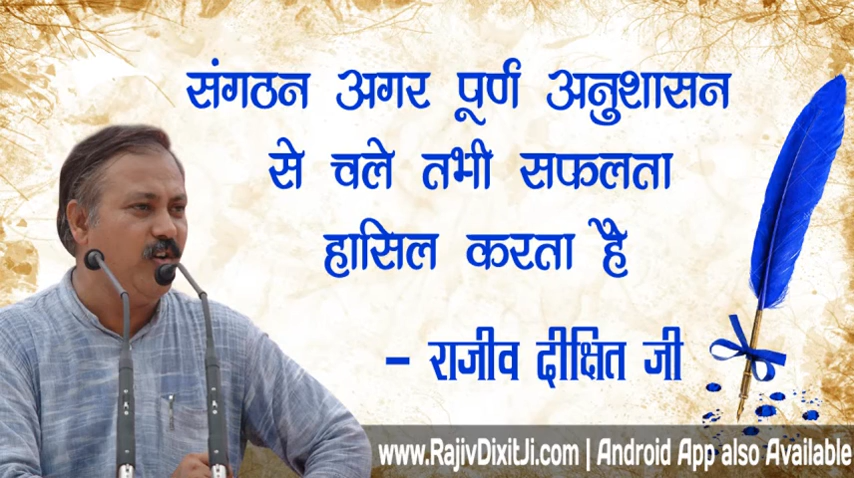 संगठन अगर पूर्ण अनुशासन
से चले तभी सफलता
हासिल करता है
– राजीव दीक्षित जी
www.RajivDixitJi.com | Android App also Available